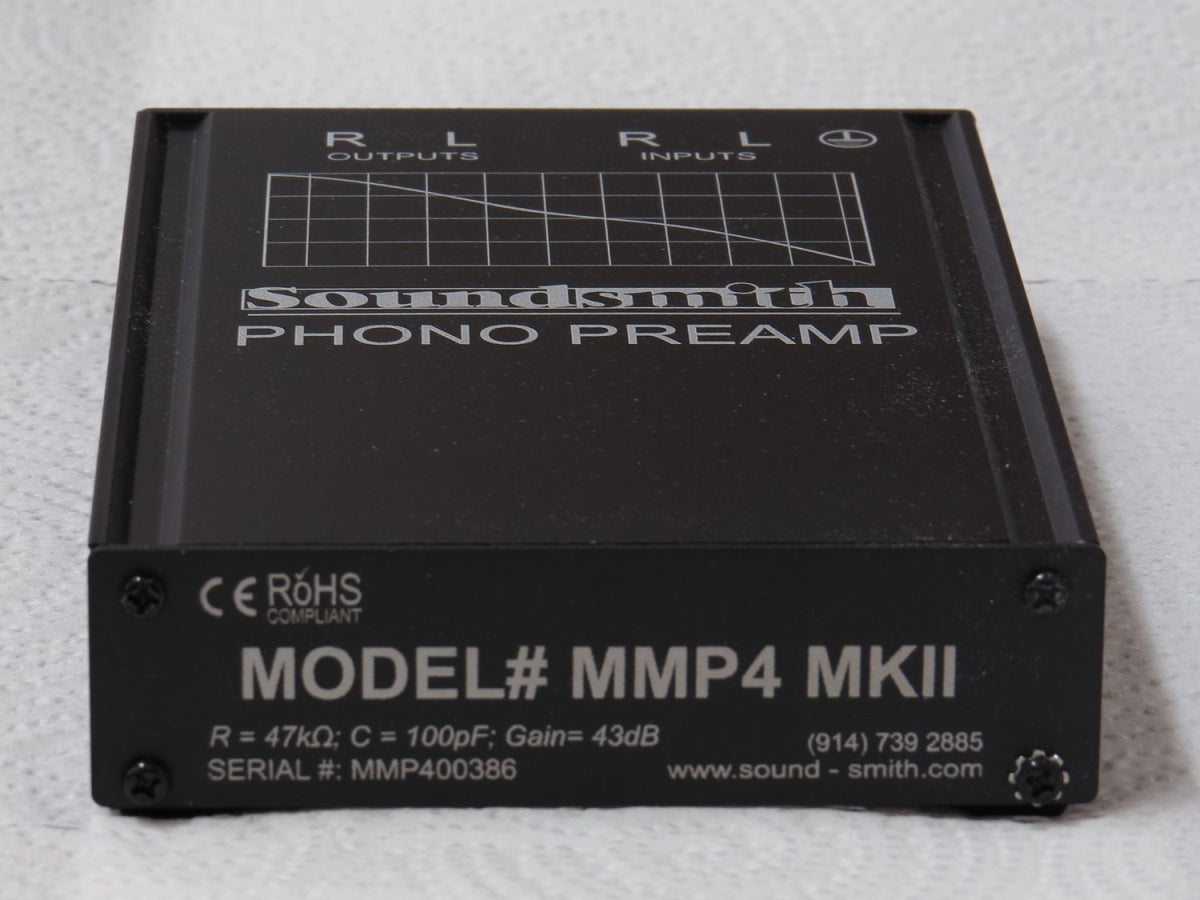 R L R L
OUTPUTS INPUTS
Soundsmith
PHONO PREAMP
CE RoHS
COMPLIANT
MODEL# MMP4 MKII
R = 47kΩ; C = 100pF; Gain= 43dB
(914) 739 2885
SERIAL #: MMP400386
www.sound - smith.com